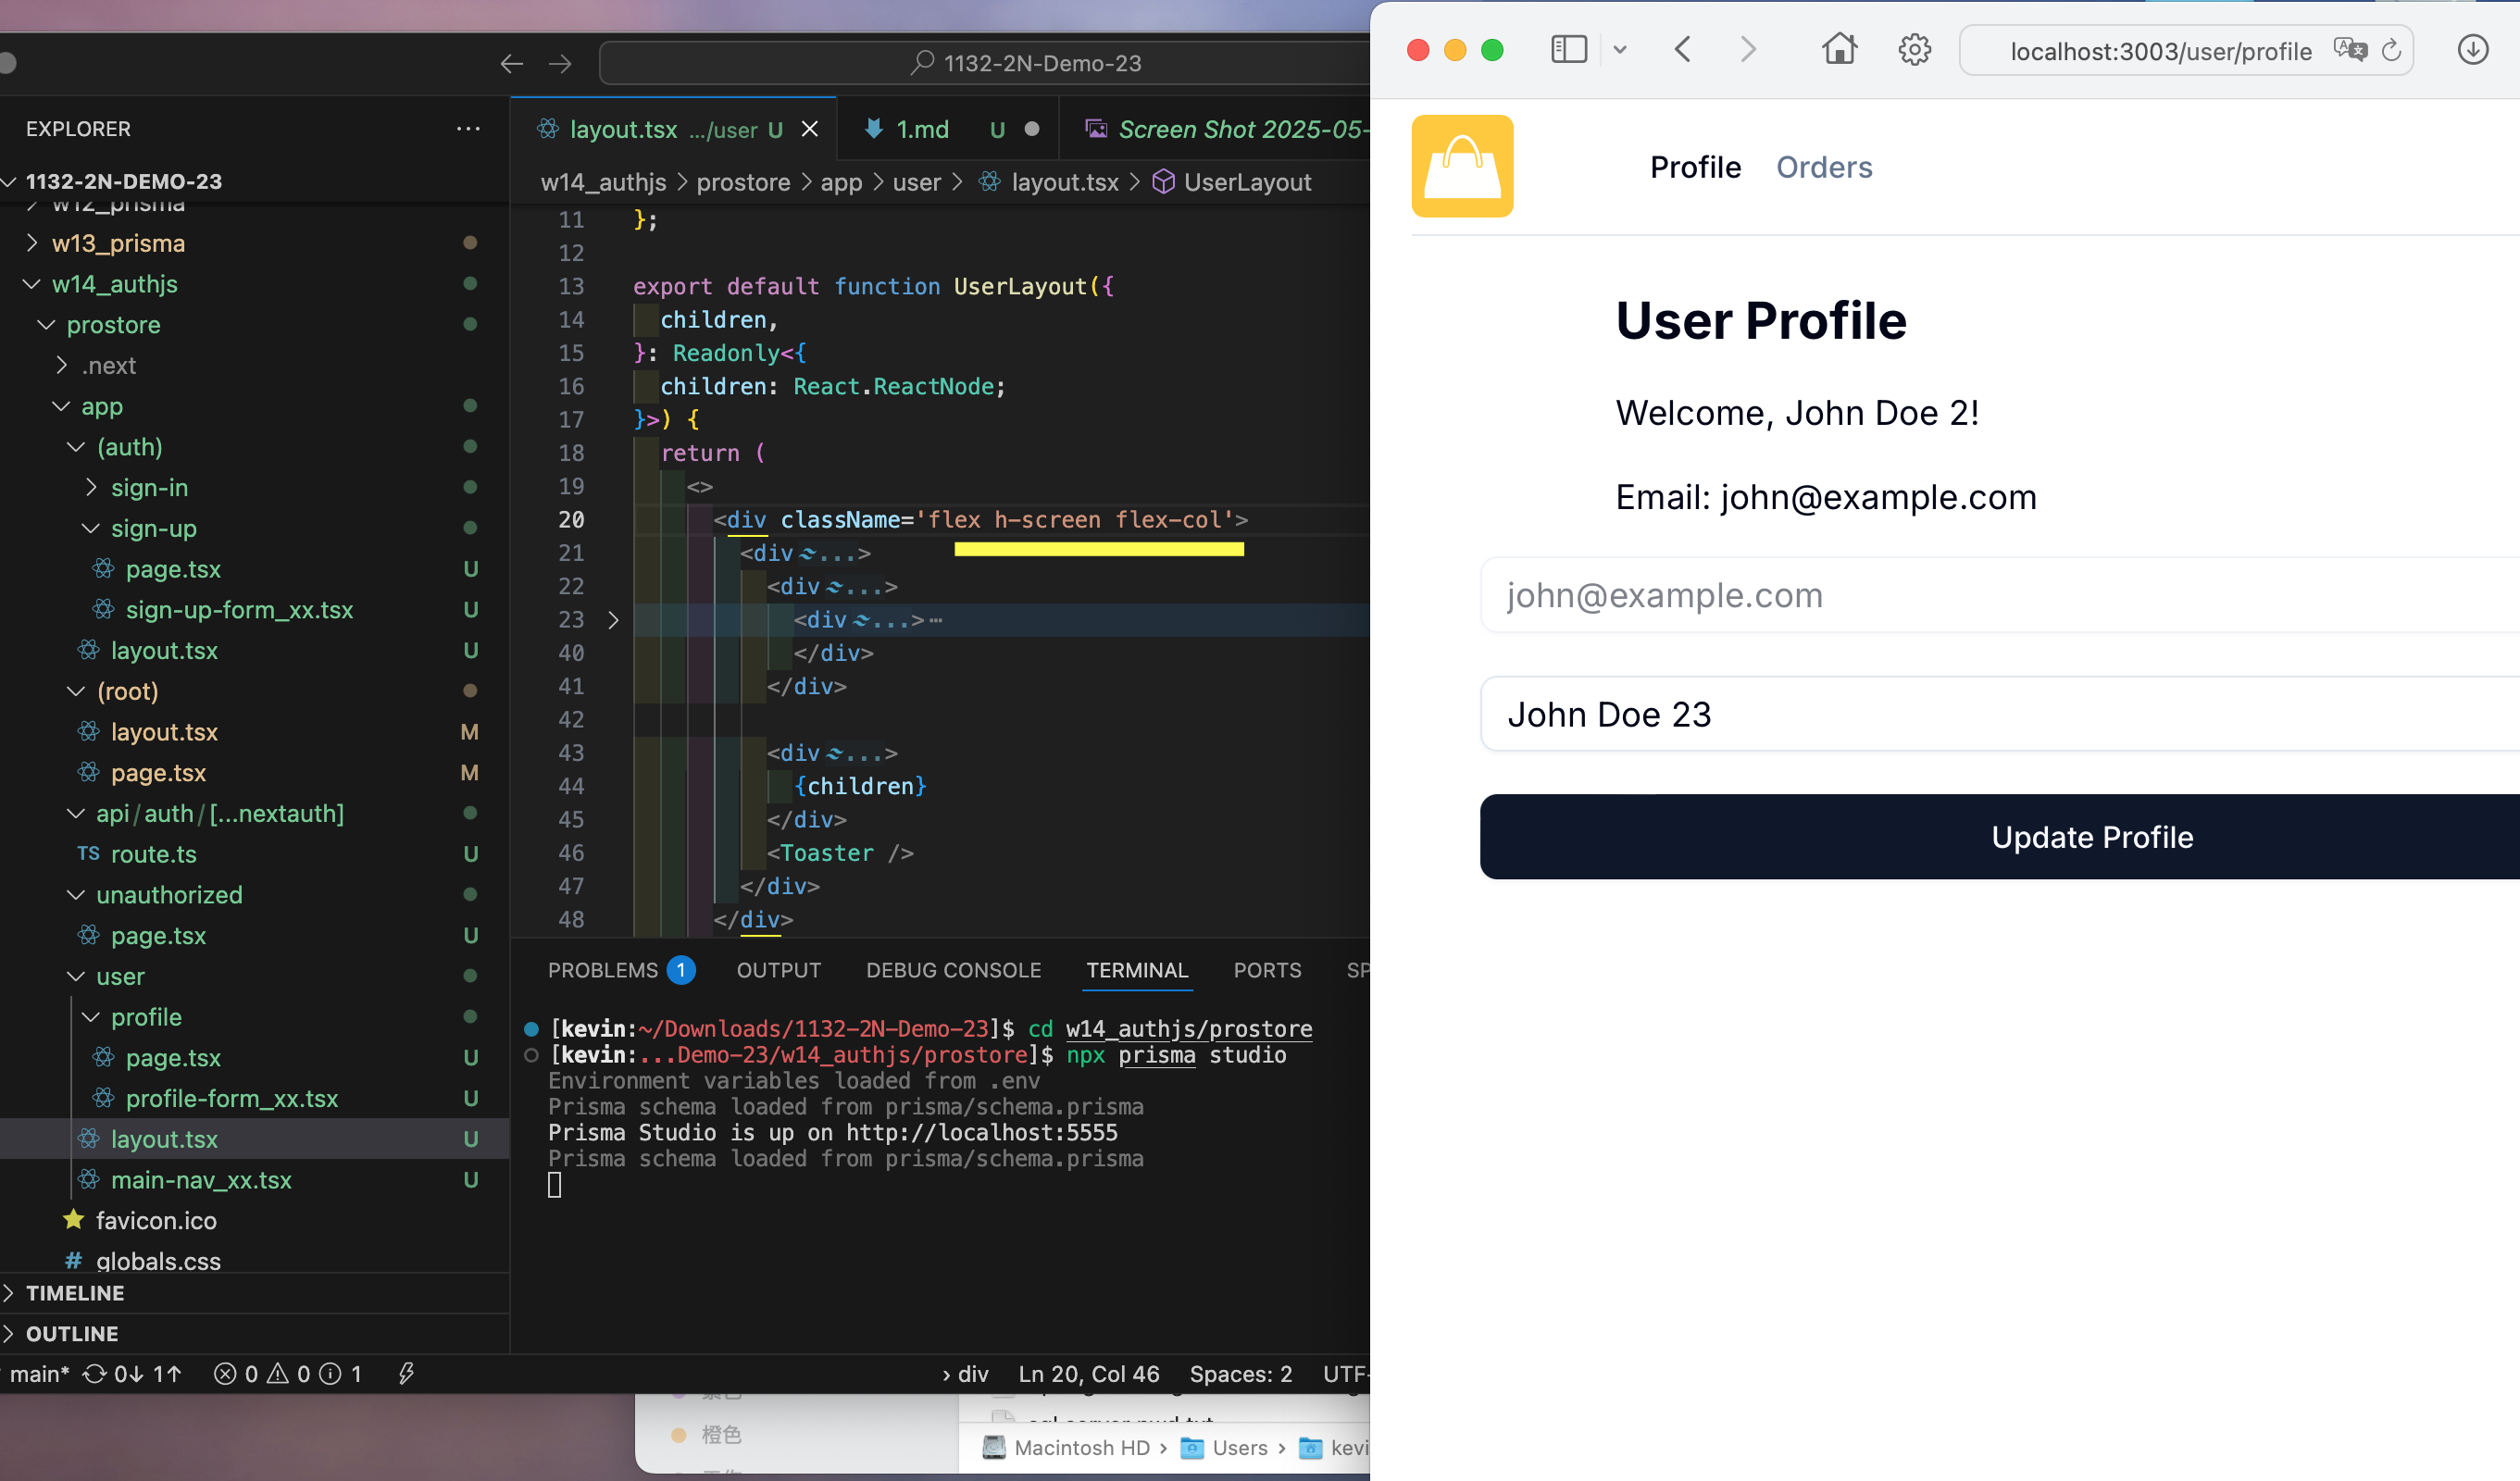 1132-2N-Demo-23
EXPLORER
1132-2N-DEMO-23
w12_prisma
w13_prisma
w14_authjs
prostore
.next
app
(auth)
sign-in
sign-up
page.tsx U
sign-up-form_xx.tsx U
layout.tsx U
(root)
layout.tsx M
page.tsx M
api/auth/[...nextauth]
TS route.ts U
unauthorized
page.tsx U
user
profile
page.tsx U
profile-form_xx.tsx U
layout.tsx U
main-nav_xx.tsx U
favicon.ico
# globals.css
TIMELINE
OUTLINE
main* 0↓ 1↑ 0 0 1
layout.tsx .../user U
1.md U
Screen Shot 2025-05-
w14_authjs > prostore > app > user > layout.tsx > UserLayout
11 };
12
13 export default function UserLayout({
14 children,
15 }: Readonly<{
16 children: React.ReactNode;
17 }>) {
18 return (
19 <>
20 <div className='flex h-screen flex-col'>
21 <div ...>
22 <div ...>
23 <div ...>⋯
40 </div>
41 </div>
42
43 <div ...>
44 {children}
45 </div>
46 <Toaster />
47 </div>
48 </div>
PROBLEMS 1 OUTPUT DEBUG CONSOLE TERMINAL PORTS SP
[kevin:~/Downloads/1132-2N-Demo-23]$ cd w14_authjs/prostore
[kevin:...Demo-23/w14_authjs/prostore]$ npx prisma studio
Environment variables loaded from .env
Prisma schema loaded from prisma/schema.prisma
Prisma Studio is up on http://localhost:5555
Prisma schema loaded from prisma/schema.prisma
› div Ln 20, Col 46 Spaces: 2 UTF-
橙色
Macintosh HD › Users › kevi
localhost:3003/user/profile
Profile Orders
User Profile
Welcome, John Doe 2!
Email: john@example.com
john@example.com
John Doe 23
Update Profile